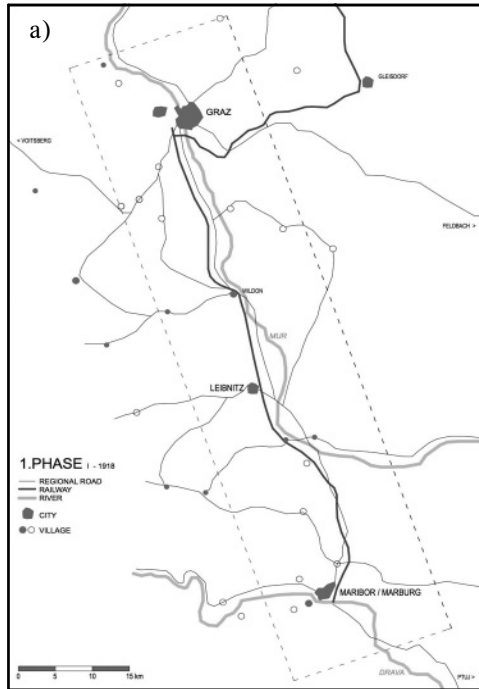 a)
GLEISDORF
GRAZ
< VOITSBERG
FELDBACH >
WILDON
MUR
LEIBNITZ
1.PHASE I - 1918
REGIONAL ROAD
RAILWAY
RIVER
CITY
VILLAGE
MARIBOR / MARBURG
0 5 10 15 km
DRAVA
PTUJ >